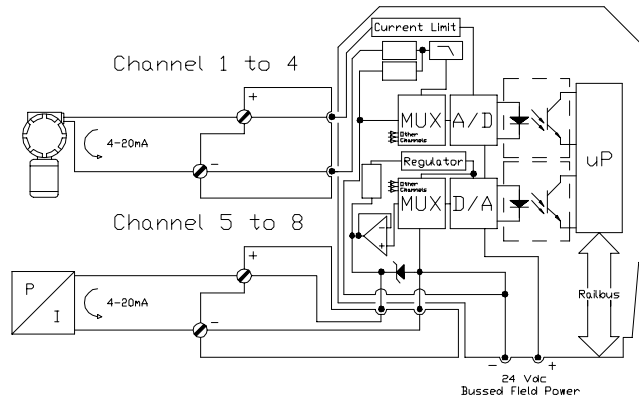 Current Limit
Channel 1 to 4
+
4-20mA
-
MUX
A/D
Other
Channels
uP
Regulator
Other
Channels
MUX
D/A
-
+
Channel 5 to 8
+
P
I
4-20mA
-
Railbus
- +
24 Vdc
Bussed Field Power